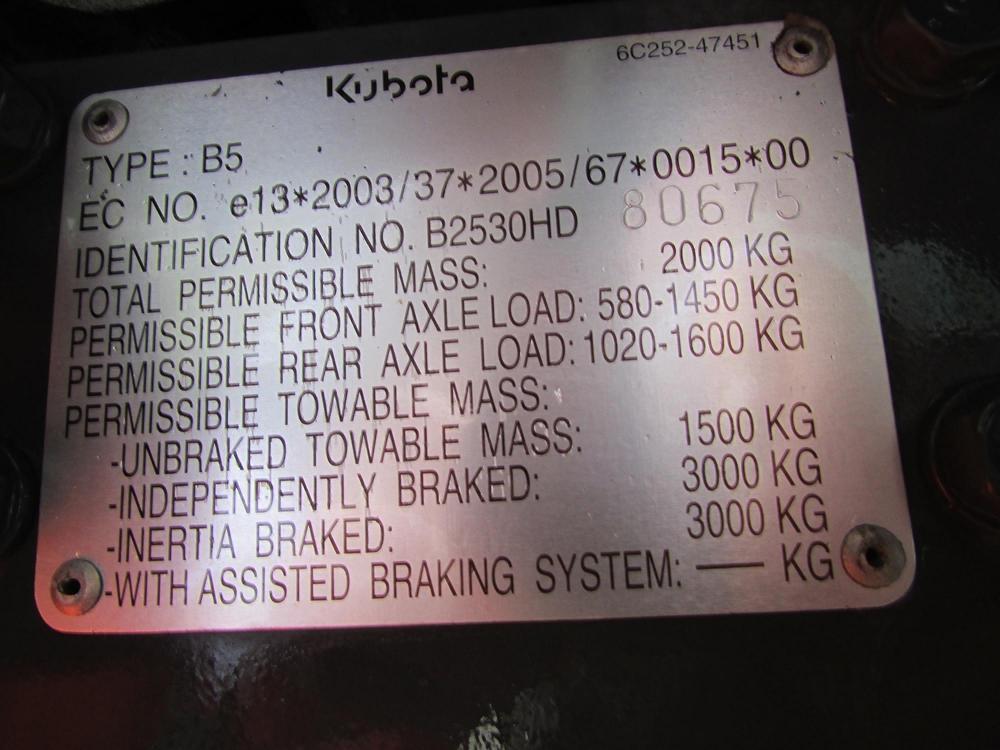 6C252-47451
Kubota
TYPE : B5
EC NO. e13*2003/37*2005/67*0015*00
IDENTIFICATION NO. B2530HD 80675
TOTAL PERMISSIBLE MASS: 2000 KG
PERMISSIBLE FRONT AXLE LOAD: 580-1450 KG
PERMISSIBLE REAR AXLE LOAD: 1020-1600 KG
PERMISSIBLE TOWABLE MASS:
-UNBRAKED TOWABLE MASS: 1500 KG
-INDEPENDENTLY BRAKED: 3000 KG
-INERTIA BRAKED: 3000 KG
-WITH ASSISTED BRAKING SYSTEM: — KG